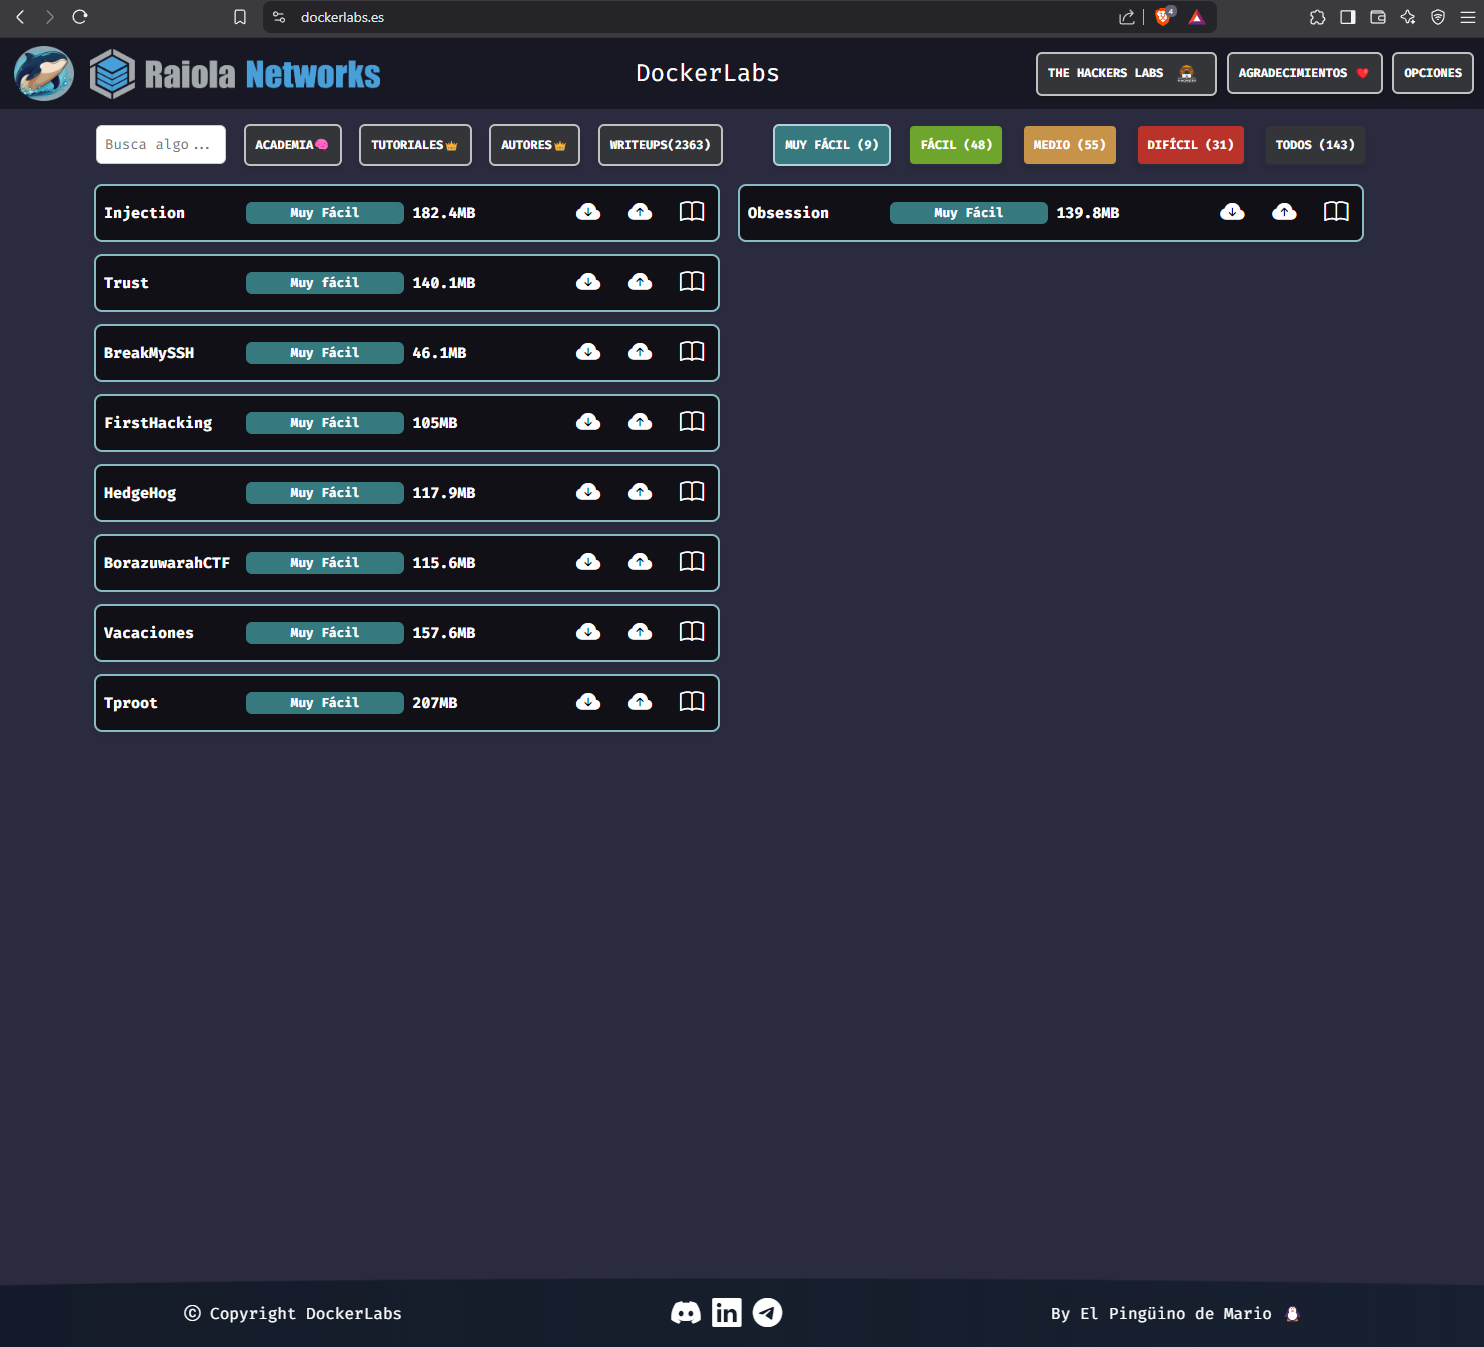 dockerlabs.es
4
Raiola Networks
DockerLabs
THE HACKERS LABS
AGRADECIMIENTOS
OPCIONES
Busca algo...
ACADEMIA
TUTORIALES
AUTORES
WRITEUPS(2363)
MUY FÁCIL (9)
FÁCIL (48)
MEDIO (55)
DIFÍCIL (31)
TODOS (143)
Injection Muy Fácil 182.4MB
Obsession Muy Fácil 139.8MB
Trust Muy fácil 140.1MB
BreakMySSH Muy Fácil 46.1MB
FirstHacking Muy Fácil 105MB
HedgeHog Muy Fácil 117.9MB
BorazuwarahCTF Muy Fácil 115.6MB
Vacaciones Muy Fácil 157.6MB
Tproot Muy Fácil 207MB
© Copyright DockerLabs
in
By El Pingüino de Mario